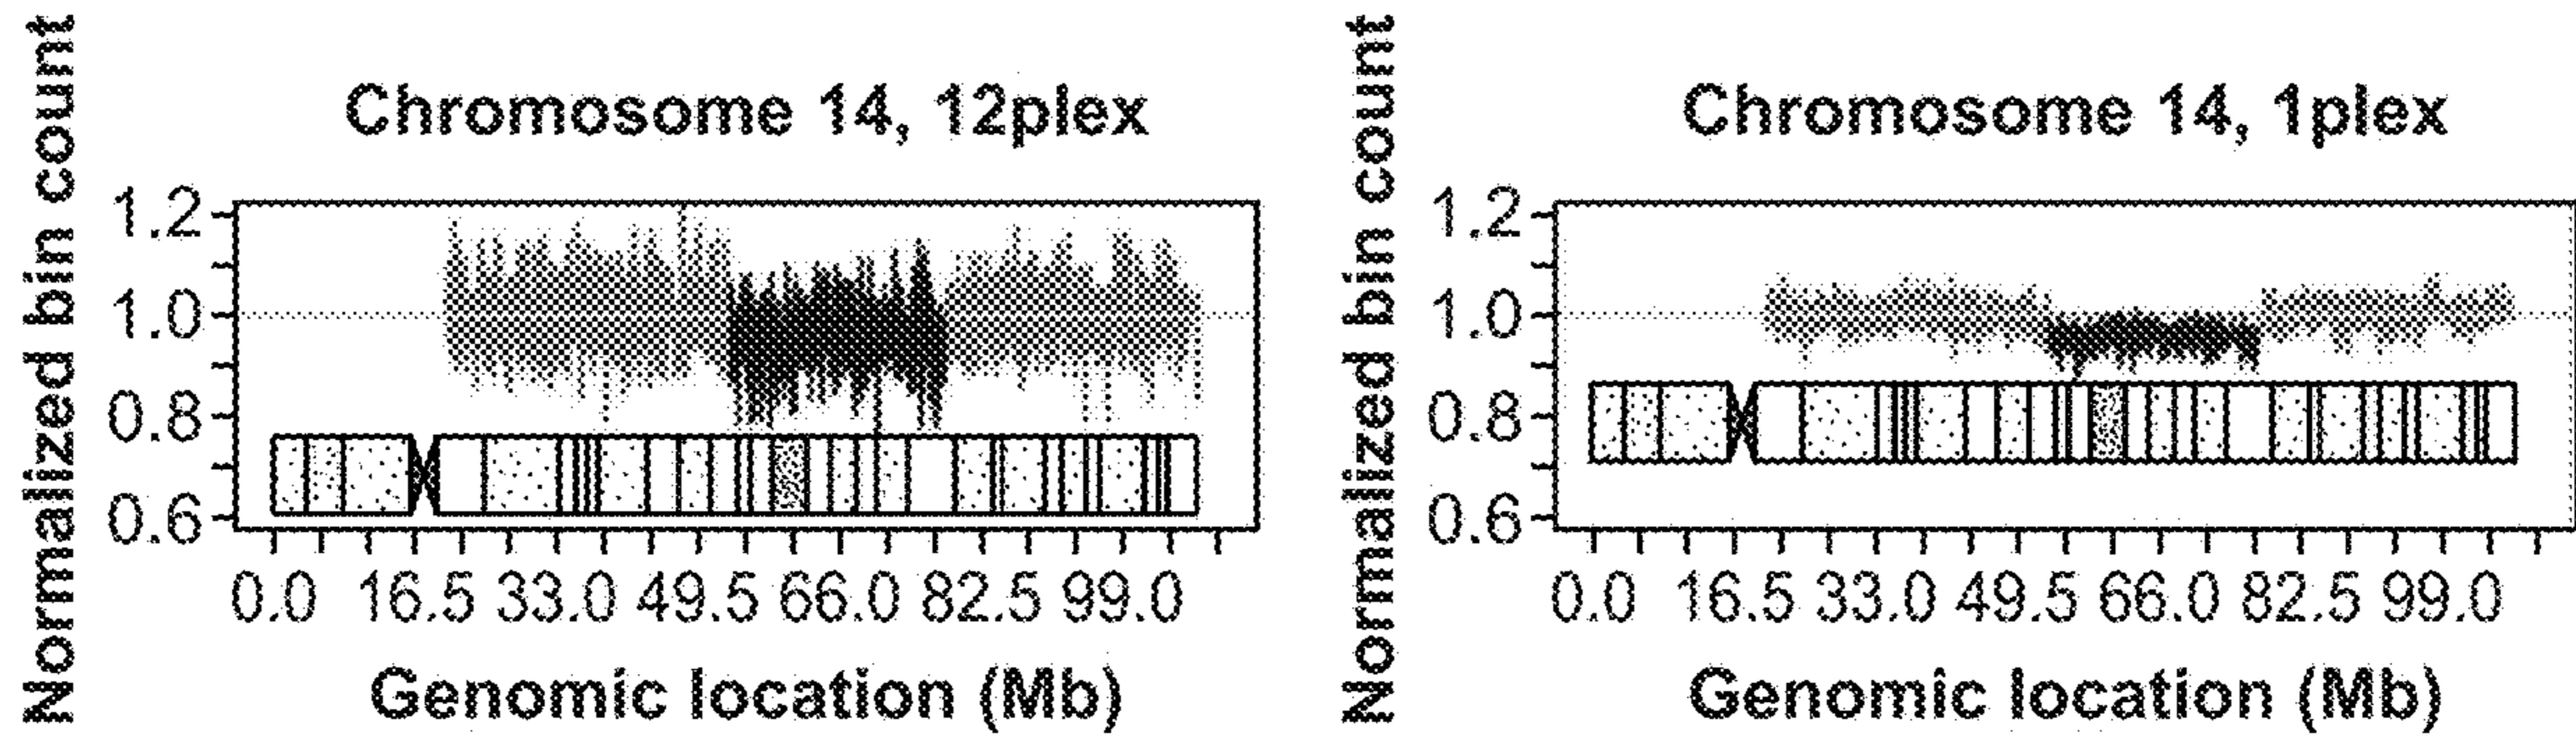 Normalized bin count
Chromosome 14, 12plex
1.2
1.0
0.8
0.6
0.0 16.5 33.0 49.5 66.0 82.5 99.0
Genomic location (Mb)
Normalized bin count
Chromosome 14, 1plex
1.2
1.0
0.8
0.6
0.0 16.5 33.0 49.5 66.0 82.5 99.0
Genomic location (Mb)